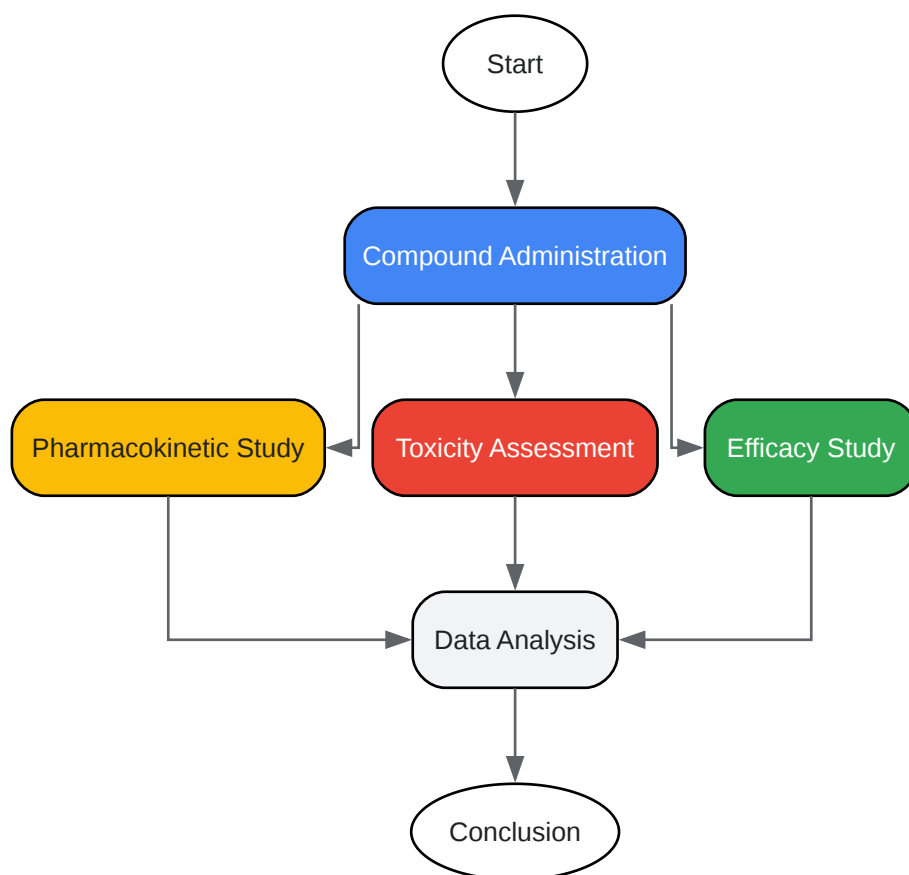 Start
Compound Administration
Pharmacokinetic Study
Toxicity Assessment
Efficacy Study
Data Analysis
Conclusion